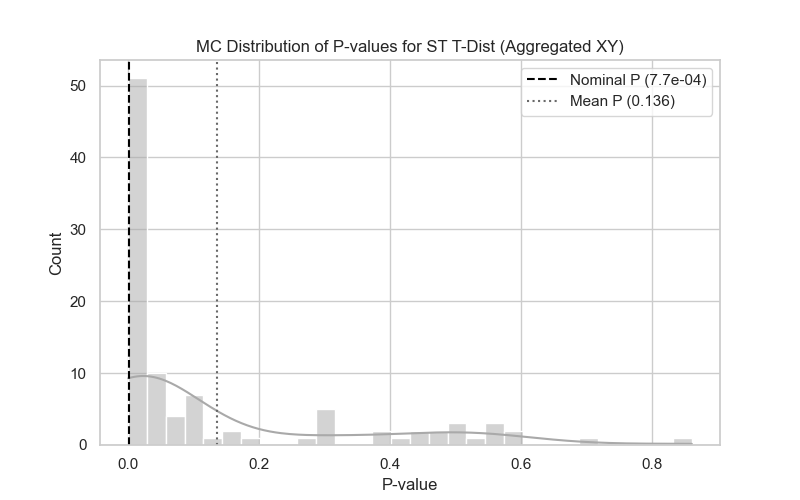 MC Distribution of P-values for ST T-Dist (Aggregated XY)
Nominal P (7.7e-04)
Mean P (0.136)
50
40
30
20
10
0
Count
0.0 0.2 0.4 0.6 0.8
P-value